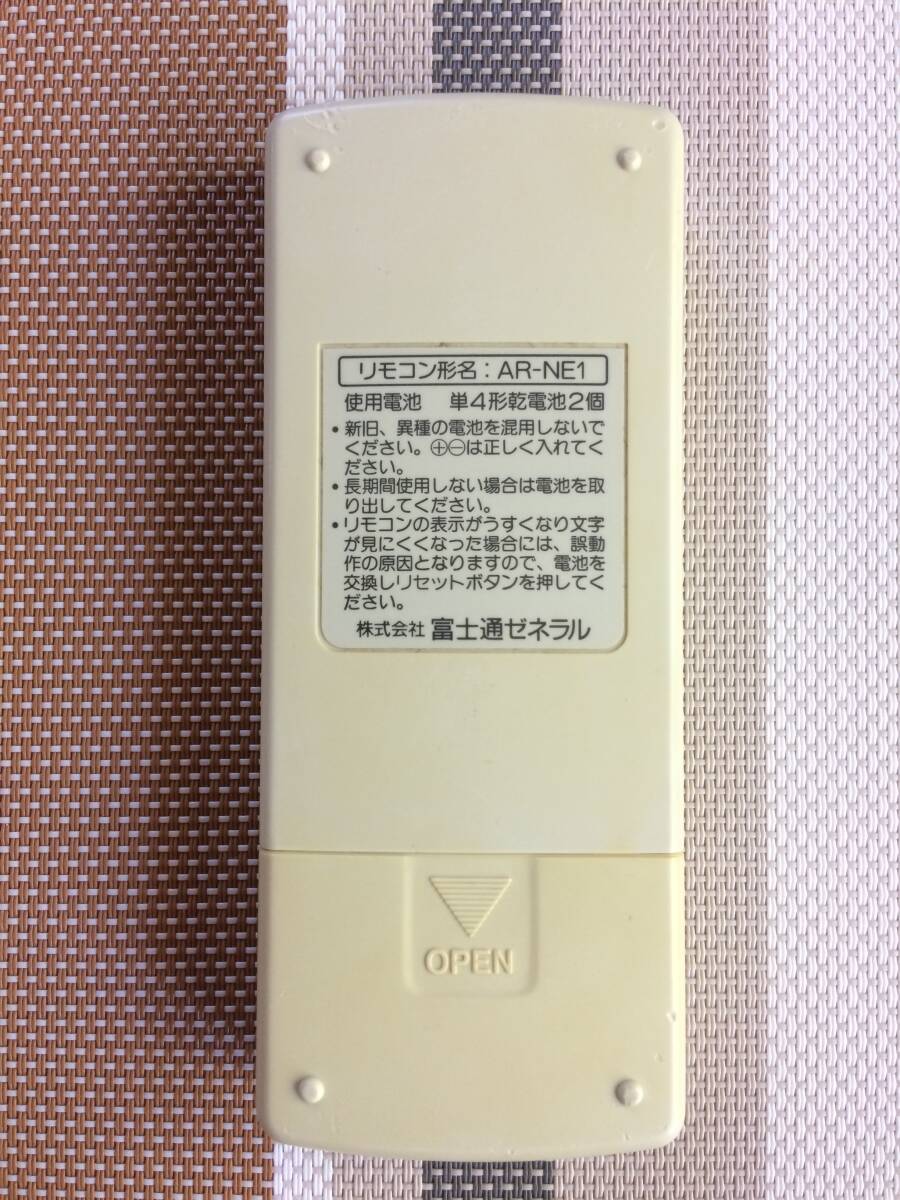 リモコン形名：AR-NE1
使用電池　単4形乾電池2個
・新旧、異種の電池を混用しないで
ください。⊕⊖は正しく入れてく
ださい。
・長期間使用しない場合は電池を取
り出してください。
・リモコンの表示がうすくなり文字
が見にくくなった場合には、誤動
作の原因となりますので、電池を
交換しリセットボタンを押してく
ださい。
株式会社 富士通ゼネラル
OPEN